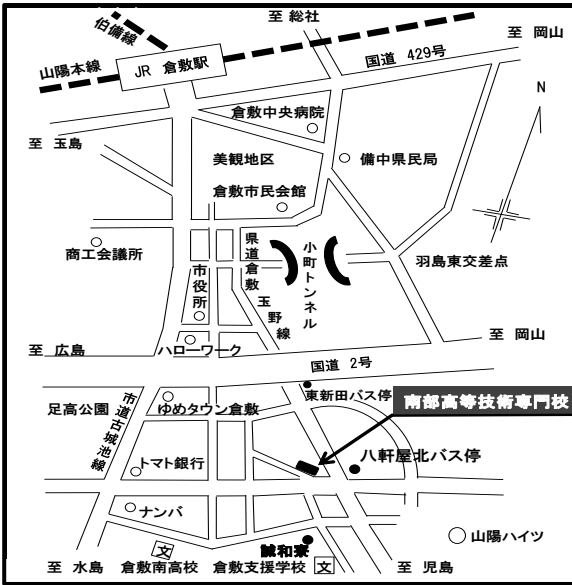 至 総社
伯備線
至 岡山
山陽本線
JR 倉敷駅
国道 429号
N
倉敷中央病院
至 玉島
美観地区
備中県民局
倉敷市民会館
商工会議所
県道倉敷玉野線
小町トンネル
羽島東交差点
市役所
至 岡山
ハローワーク
至 広島
国道 2号
東新田バス停
南部高等技術専門校
足高公園
ゆめタウン倉敷
市道古城池線
八軒屋北バス停
トマト銀行
ナンバ
山陽ハイツ
誠和寮
文
至 水島
倉敷南高校
倉敷支援学校
文
至 児島